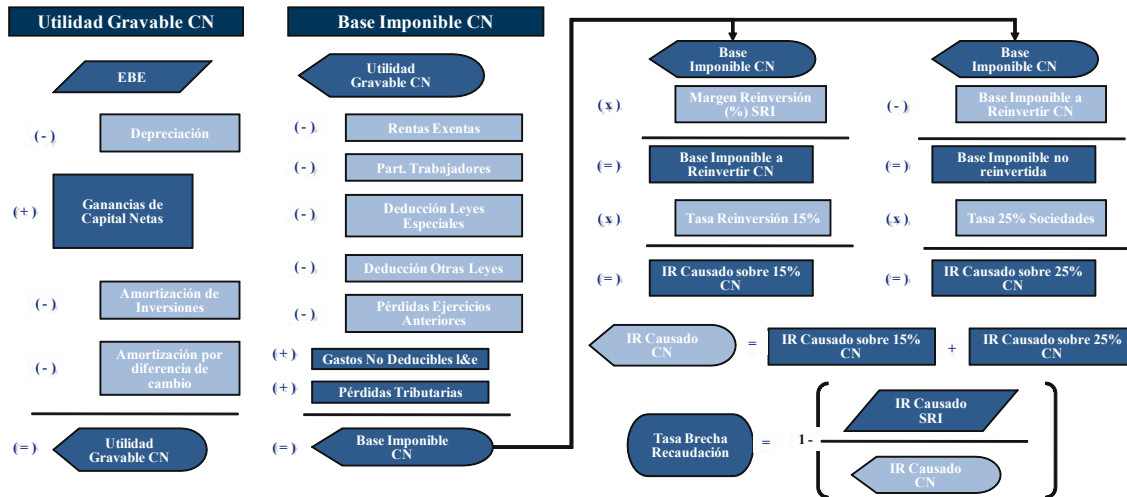 Utilidad Gravable CN
EBE
(-)
Depreciación
(+)
Ganancias de
Capital Netas
(-)
Amortización de
Inversiones
(-)
Amortización por
diferencia de
cambio
(=)
Utilidad
Gravable CN
Base Imponible CN
Utilidad
Gravable CN
(-)
Rentas Exentas
(-)
Part. Trabajadores
(-)
Deducción Leyes
Especiales
(-)
Deducción Otras Leyes
(-)
Pérdidas Ejercicios
Anteriores
(+)
Gastos No Deducibles l&e
(+)
Pérdidas Tributarias
(=)
Base Imponible
CN
Base
Imponible CN
(x)
Margen Reinversión
(%) SRI
(=)
Base Imponible a
Reinvertir CN
(x)
Tasa Reinversión 15%
(=)
IR Causado sobre 15%
CN
Base
Imponible CN
(-)
Base Imponible a
Reinvertir CN
(=)
Base Imponible no
reinvertida
(x)
Tasa 25% Sociedades
(=)
IR Causado sobre 25%
CN
IR Causado
CN
=
IR Causado sobre 15%
CN
+
IR Causado sobre 25%
CN
Tasa Brecha
Recaudación
=
1-
IR Causado
SRI
IR Causado
CN